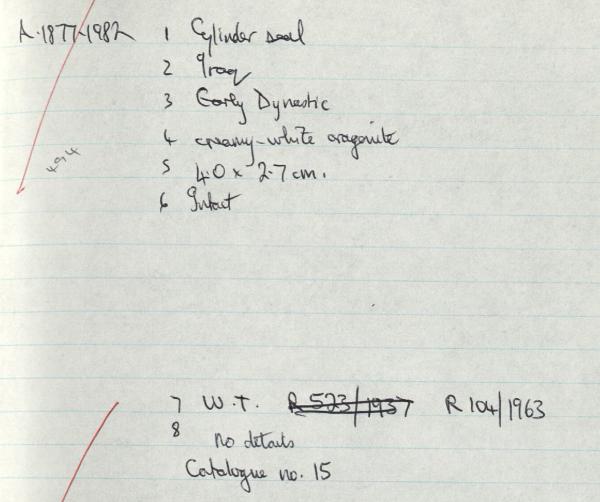 A.1877-1982 1 Cylinder seal
2 Iraq
3 Early Dynastic
4 creamy-white aragonite
494
5 4.0 x 2.7 cm.
6 Intact
7 W.T. R 523/1937 R 104/1963
8 no details
Catalogue no. 15